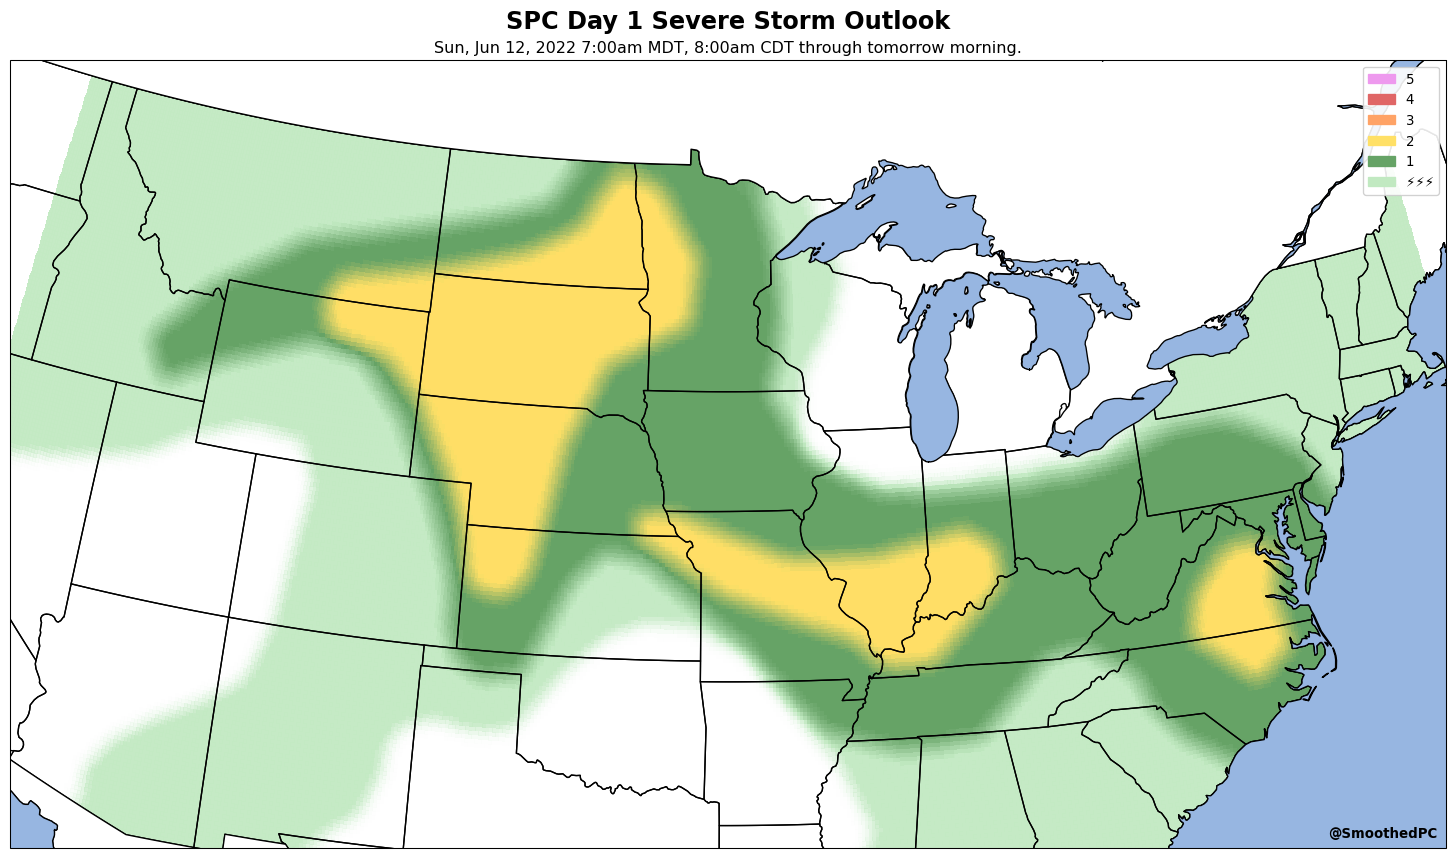 SPC Day 1 Severe Storm Outlook
Sun, Jun 12, 2022 7:00am MDT, 8:00am CDT through tomorrow morning.
5
4
3
2
1
⚡⚡⚡
@SmoothedPC